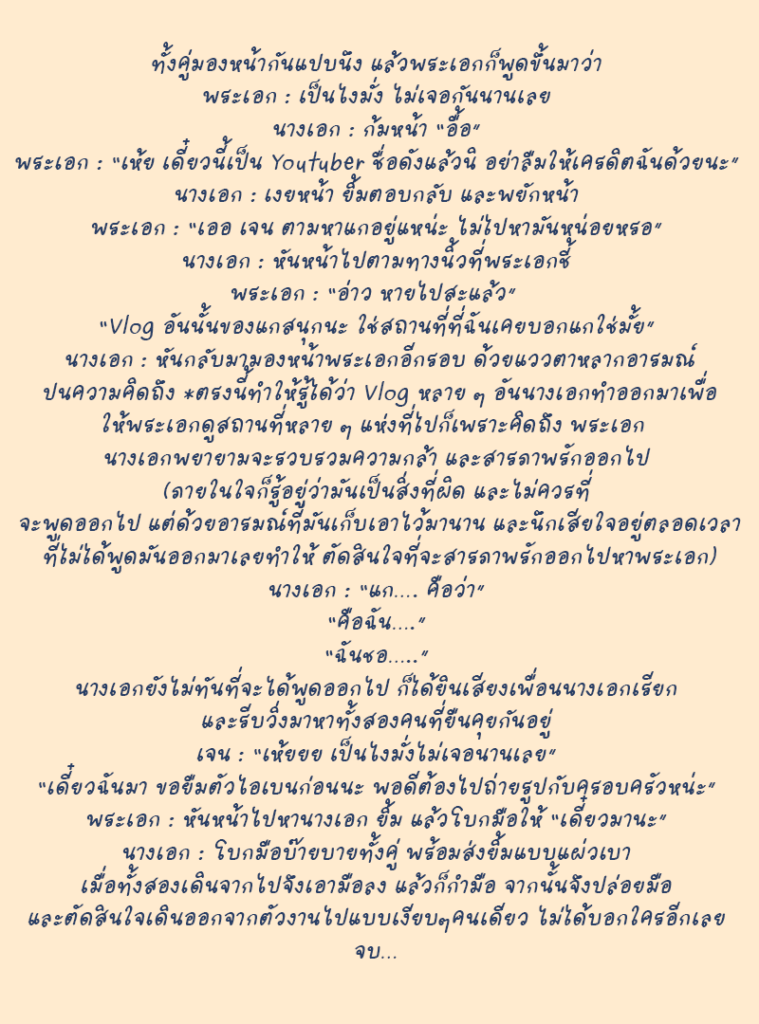 ทั้งคู่มองหน้ากันแปบนึง แล้วพระเอกก็พูดขึ้นมาว่า
พระเอก : เป็นไงมั่ง ไม่เจอกันนานเลย
นางเอก : ก้มหน้า "อื้อ"
พระเอก : "เห้ย เดี๋ยวนี้เป็น Youtuber ชื่อดังแล้วนิ อย่าลืมให้เครดิตฉันด้วยนะ"
นางเอก : เงยหน้า ยิ้มตอบกลับ และพยักหน้า
พระเอก : "เออ เจน ตามหาแกอยู่แหน่ะ ไม่ไปหามันหน่อยหรอ"
นางเอก : หันหน้าไปตามทางนิ้วที่พระเอกชี้
พระเอก : "อ่าว หายไปสะแล้ว"
"Vlog อันนั้นของแกสนุกนะ ใช่สถานที่ที่ฉันเคยบอกแกใช่มั้ย"
นางเอก : หันกลับมามองหน้าพระเอกอีกรอบ ด้วยแววตาหลากอารมณ์
ปนความคิดถึง *ตรงนี้ทำให้รู้ได้ว่า Vlog หลาย ๆ อันนางเอกทำออกมาเพื่อ
ให้พระเอกดูสถานที่หลาย ๆ แห่งที่ไปก็เพราะคิดถึง พระเอก
นางเอกพยายามจะรวบรวมความกล้า และสารภาพรักออกไป
(ภายในใจก็รู้อยู่ว่ามันเป็นสิ่งที่ผิด และไม่ควรที่
จะพูดออกไป แต่ด้วยอารมณ์ที่มันเก็บเอาไว้มานาน และนึกเสียใจอยู่ตลอดเวลา
ที่ไม่ได้พูดมันออกมาเลยทำให้ ตัดสินใจที่จะสารภาพรักออกไปหาพระเอก)
นางเอก : "แก.... คือว่า"
"คือฉัน...."
"ฉันชอ....."
นางเอกยังไม่ทันที่จะได้พูดออกไป ก็ได้ยินเสียงเพื่อนนางเอกเรียก
และรีบวิ่งมาหาทั้งสองคนที่ยืนคุยกันอยู่
เจน : "เห้ยยย เป็นไงมั่งไม่เจอนานเลย"
"เดี๋ยวฉันมา ขอยืมตัวไอเบนก่อนนะ พอดีต้องไปถ่ายรูปกับครอบครัวหน่ะ"
พระเอก : หันหน้าไปหานางเอก ยิ้ม แล้วโบกมือให้ "เดี๋ยวมานะ"
นางเอก : โบกมือบ๊ายบายทั้งคู่ พร้อมส่งยิ้มแบบแผ่วเบา
เมื่อทั้งสองเดินจากไปจึงเอามือลง แล้วก็กำมือ จากนั้นจึงปล่อยมือ
และตัดสินใจเดินออกจากตัวงานไปแบบเงียบๆคนเดียว ไม่ได้บอกใครอีกเลย
จบ...